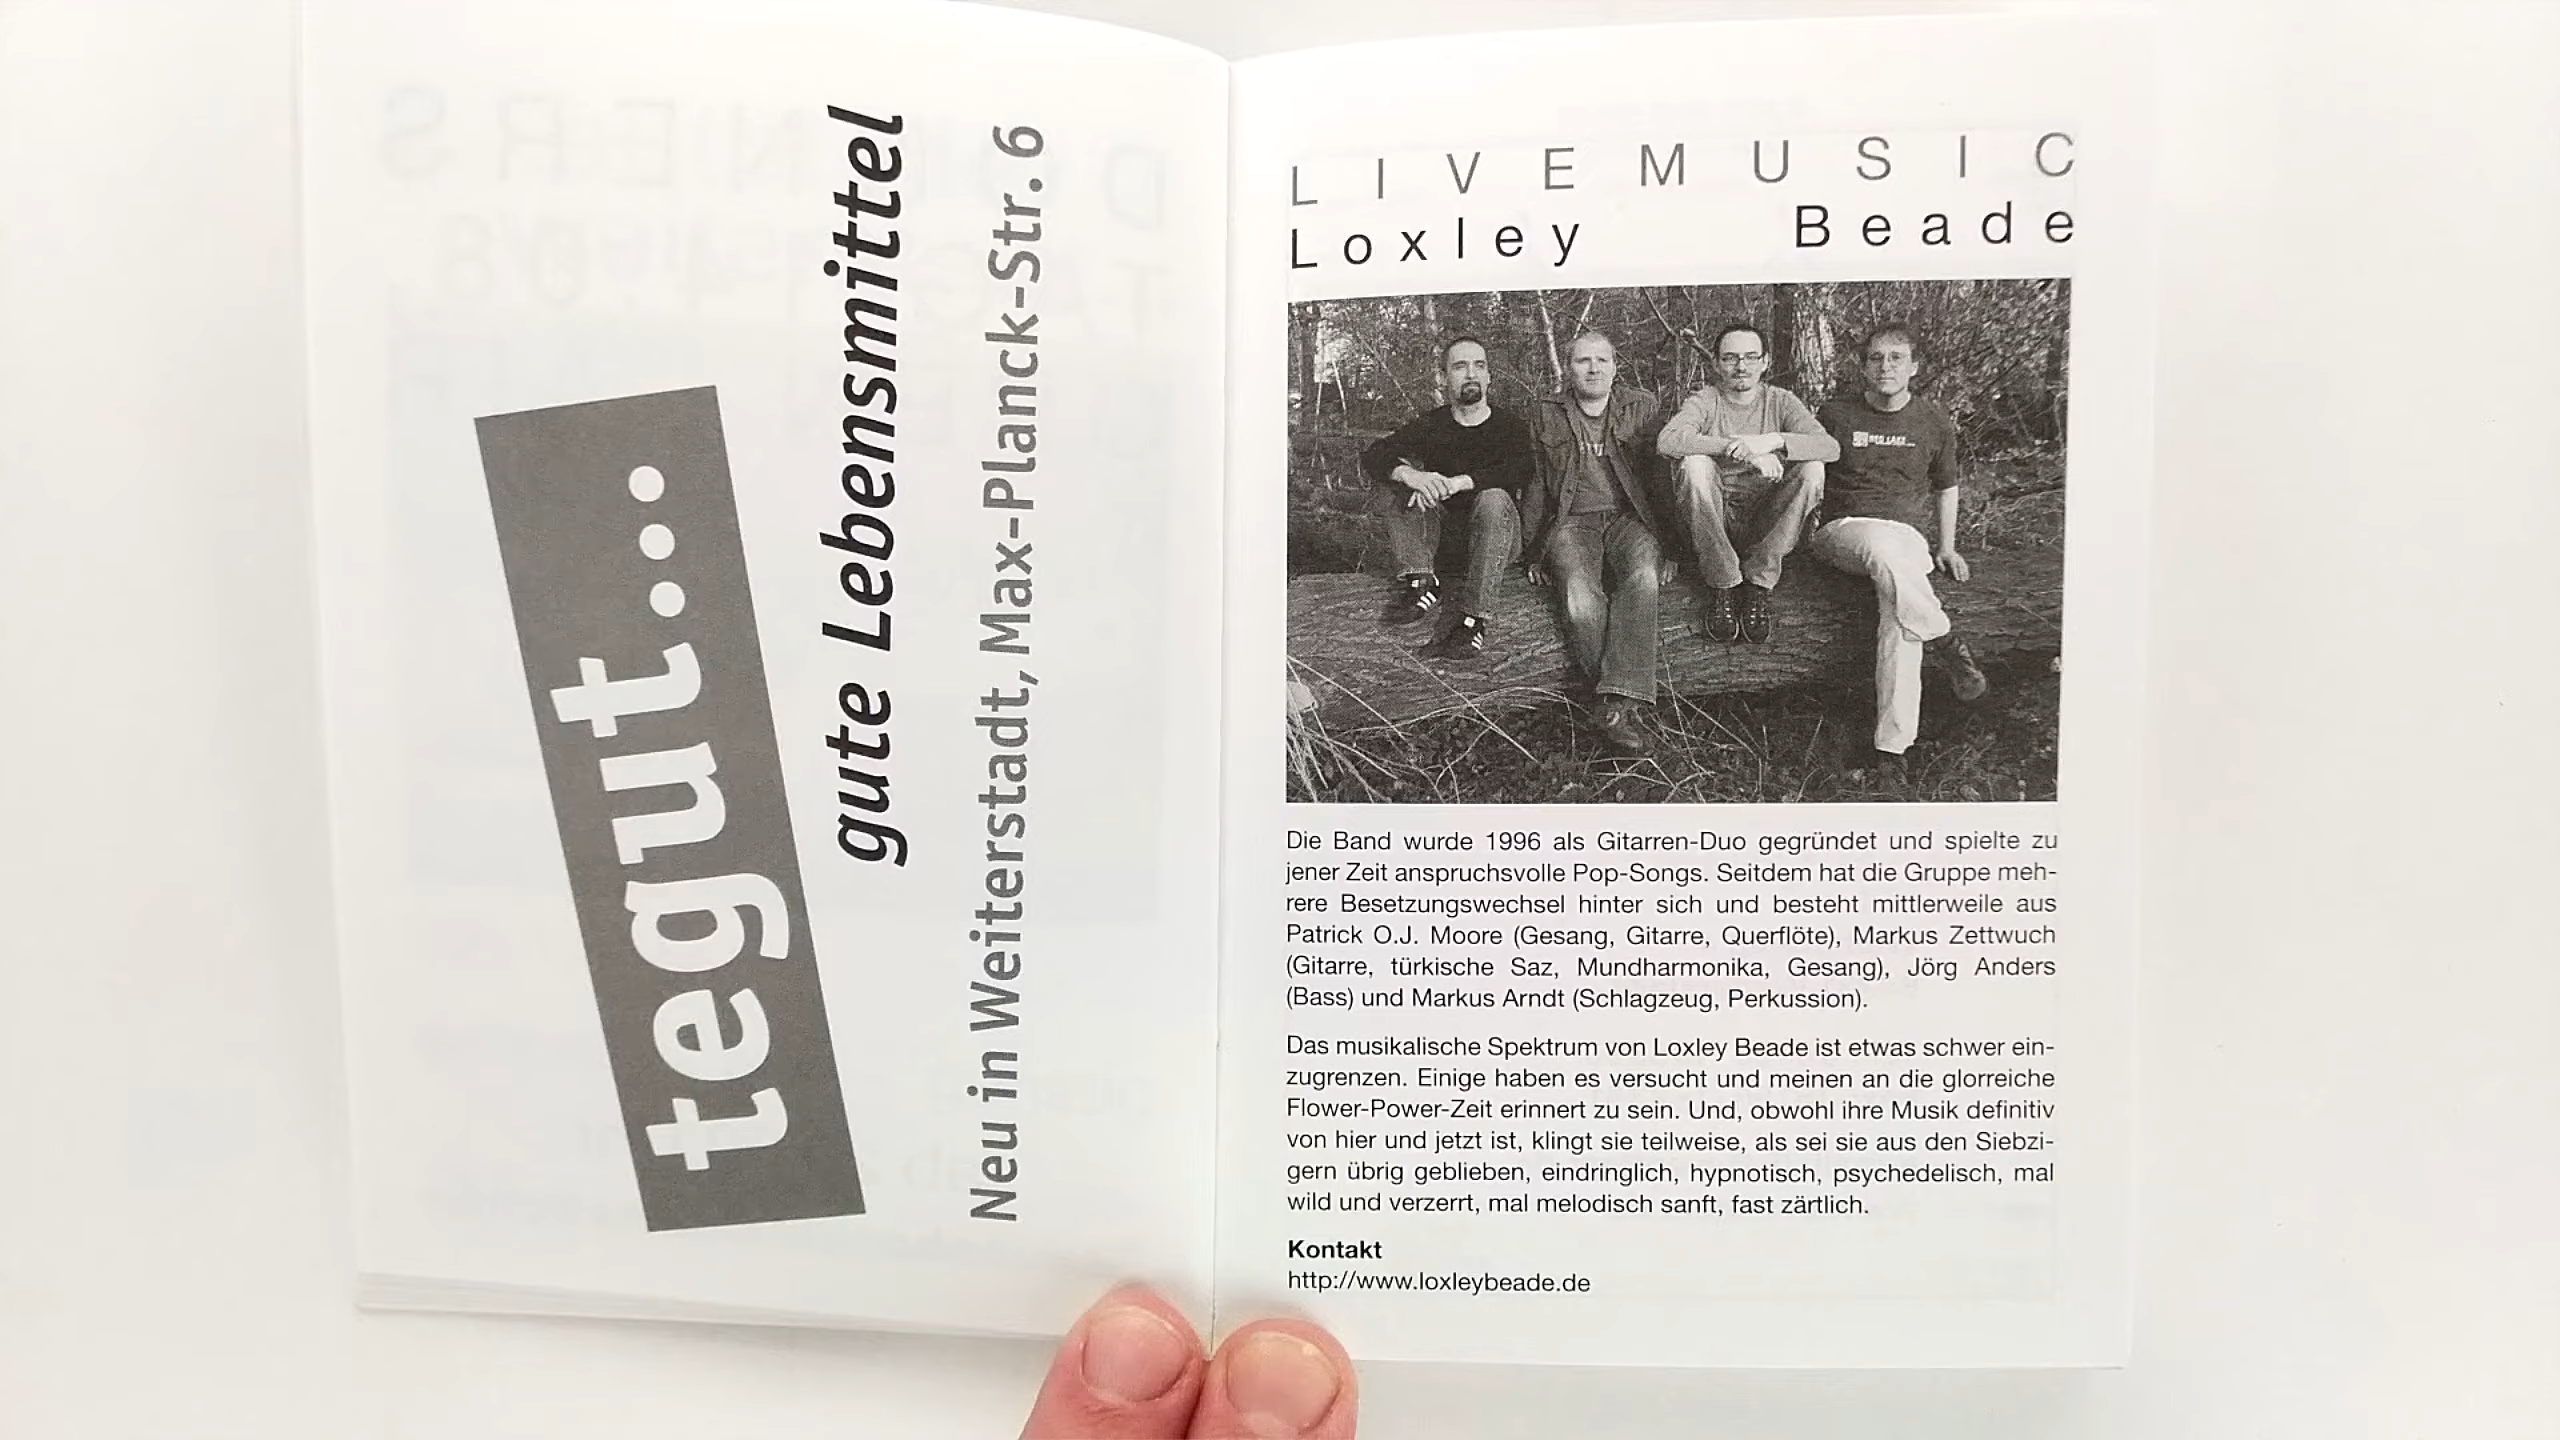 tegut...
gute Lebensmittel
Neu in Weiterstadt, Max-Planck-Str. 6
LIVEMUSIC
Loxley Beade
Die Band wurde 1996 als Gitarren-Duo gegründet und spielte zu
jener Zeit anspruchsvolle Pop-Songs. Seitdem hat die Gruppe meh-
rere Besetzungswechsel hinter sich und besteht mittlerweile aus
Patrick O.J. Moore (Gesang, Gitarre, Querflöte), Markus Zettwuch
(Gitarre, türkische Saz, Mundharmonika, Gesang), Jörg Anders
(Bass) und Markus Arndt (Schlagzeug, Perkussion).
Das musikalische Spektrum von Loxley Beade ist etwas schwer ein-
zugrenzen. Einige haben es versucht und meinen an die glorreiche
Flower-Power-Zeit erinnert zu sein. Und, obwohl ihre Musik definitiv
von hier und jetzt ist, klingt sie teilweise, als sei sie aus den Siebzi-
gern übrig geblieben, eindringlich, hypnotisch, psychedelisch, mal
wild und verzerrt, mal melodisch sanft, fast zärtlich.
Kontakt
http://www.loxleybeade.de